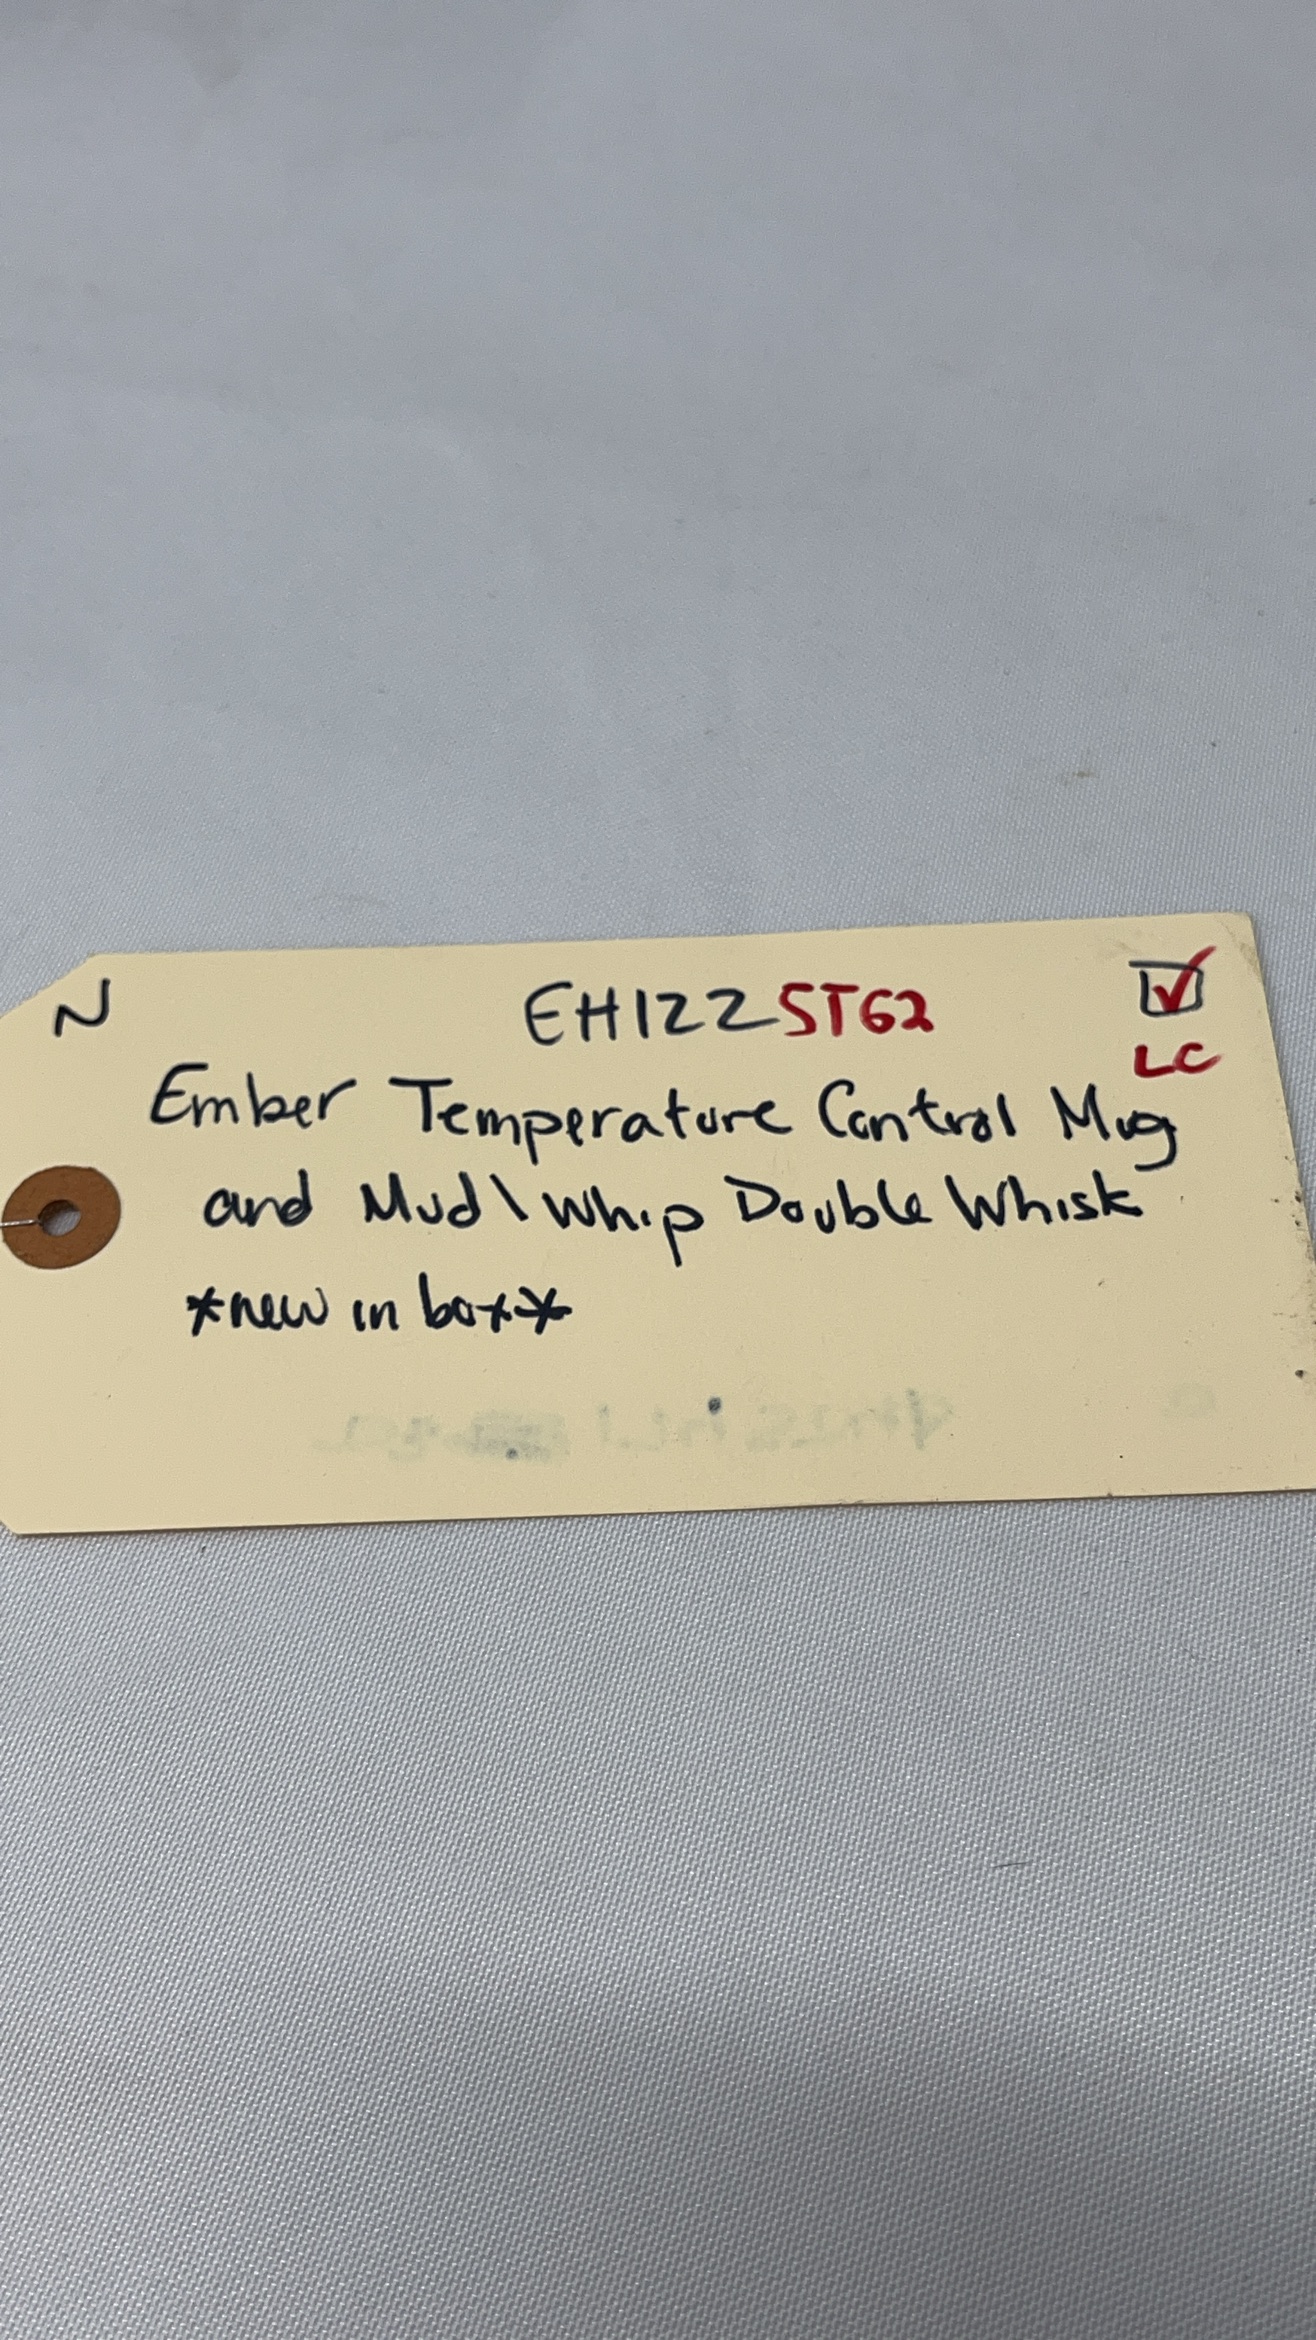 N EH122ST62 ☑
LC
Ember Temperature Control Mug
and Mud\Whip Double Whisk
*new in box*